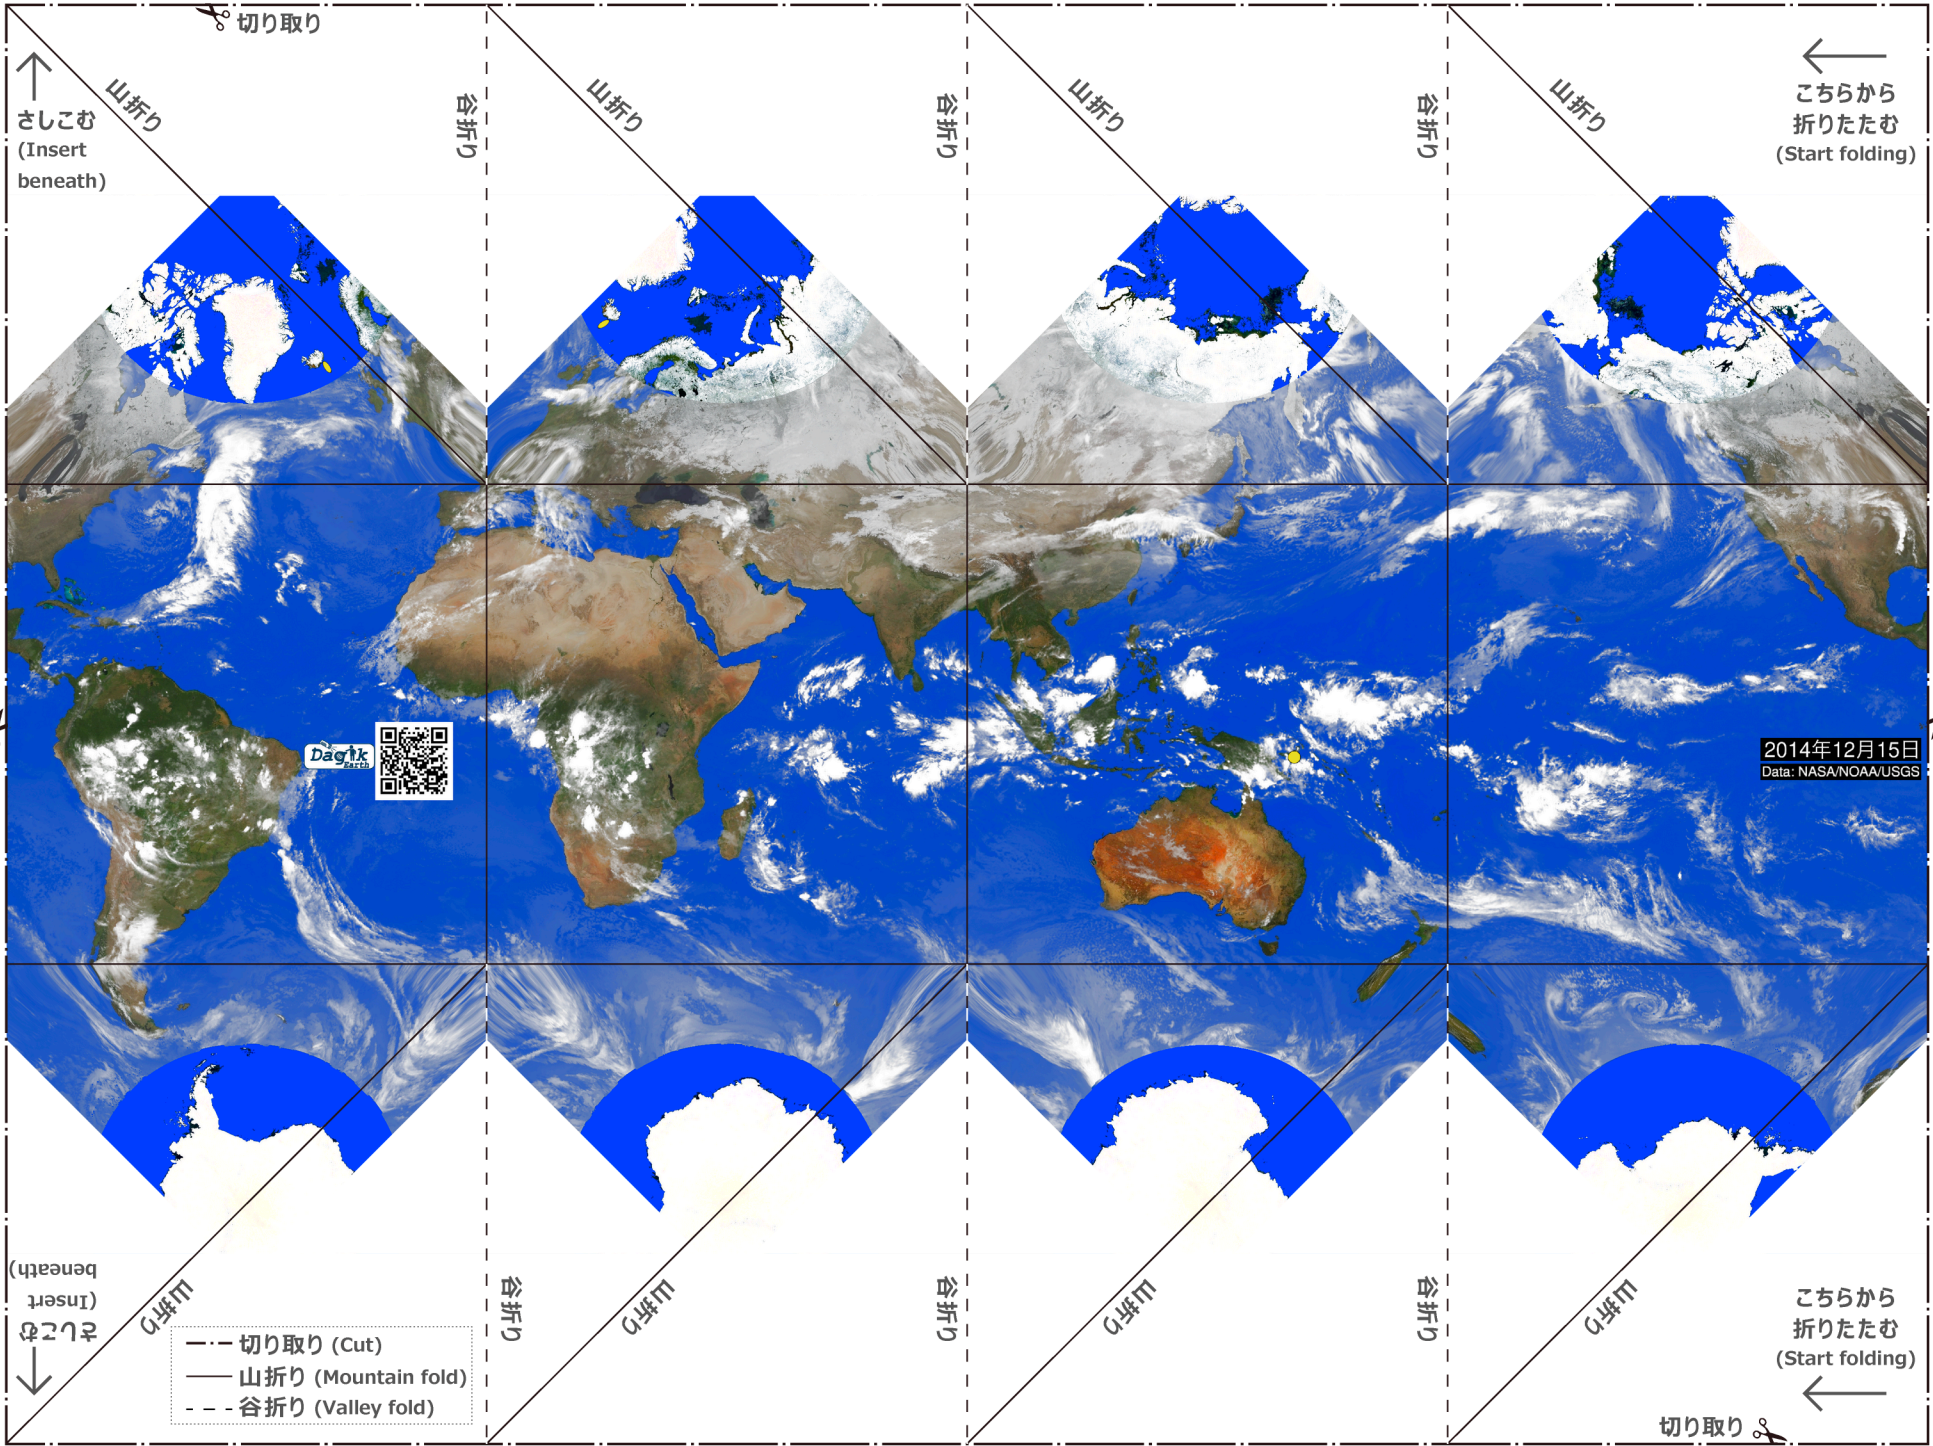 切り取り
山折り
谷折り
山折り
谷折り
山折り
谷折り
山折り
さしこむ
(Insert
beneath)
こちらから
折りたたむ
(Start folding)
Dagik
Earth
2014年12月15日
Data: NASA/NOAA/USGS
さしこむ
(Insert
beneath)
山折り
谷折り
山折り
谷折り
山折り
谷折り
山折り
こちらから
折りたたむ
(Start folding)
切り取り (Cut)
山折り (Mountain fold)
谷折り (Valley fold)
切り取り